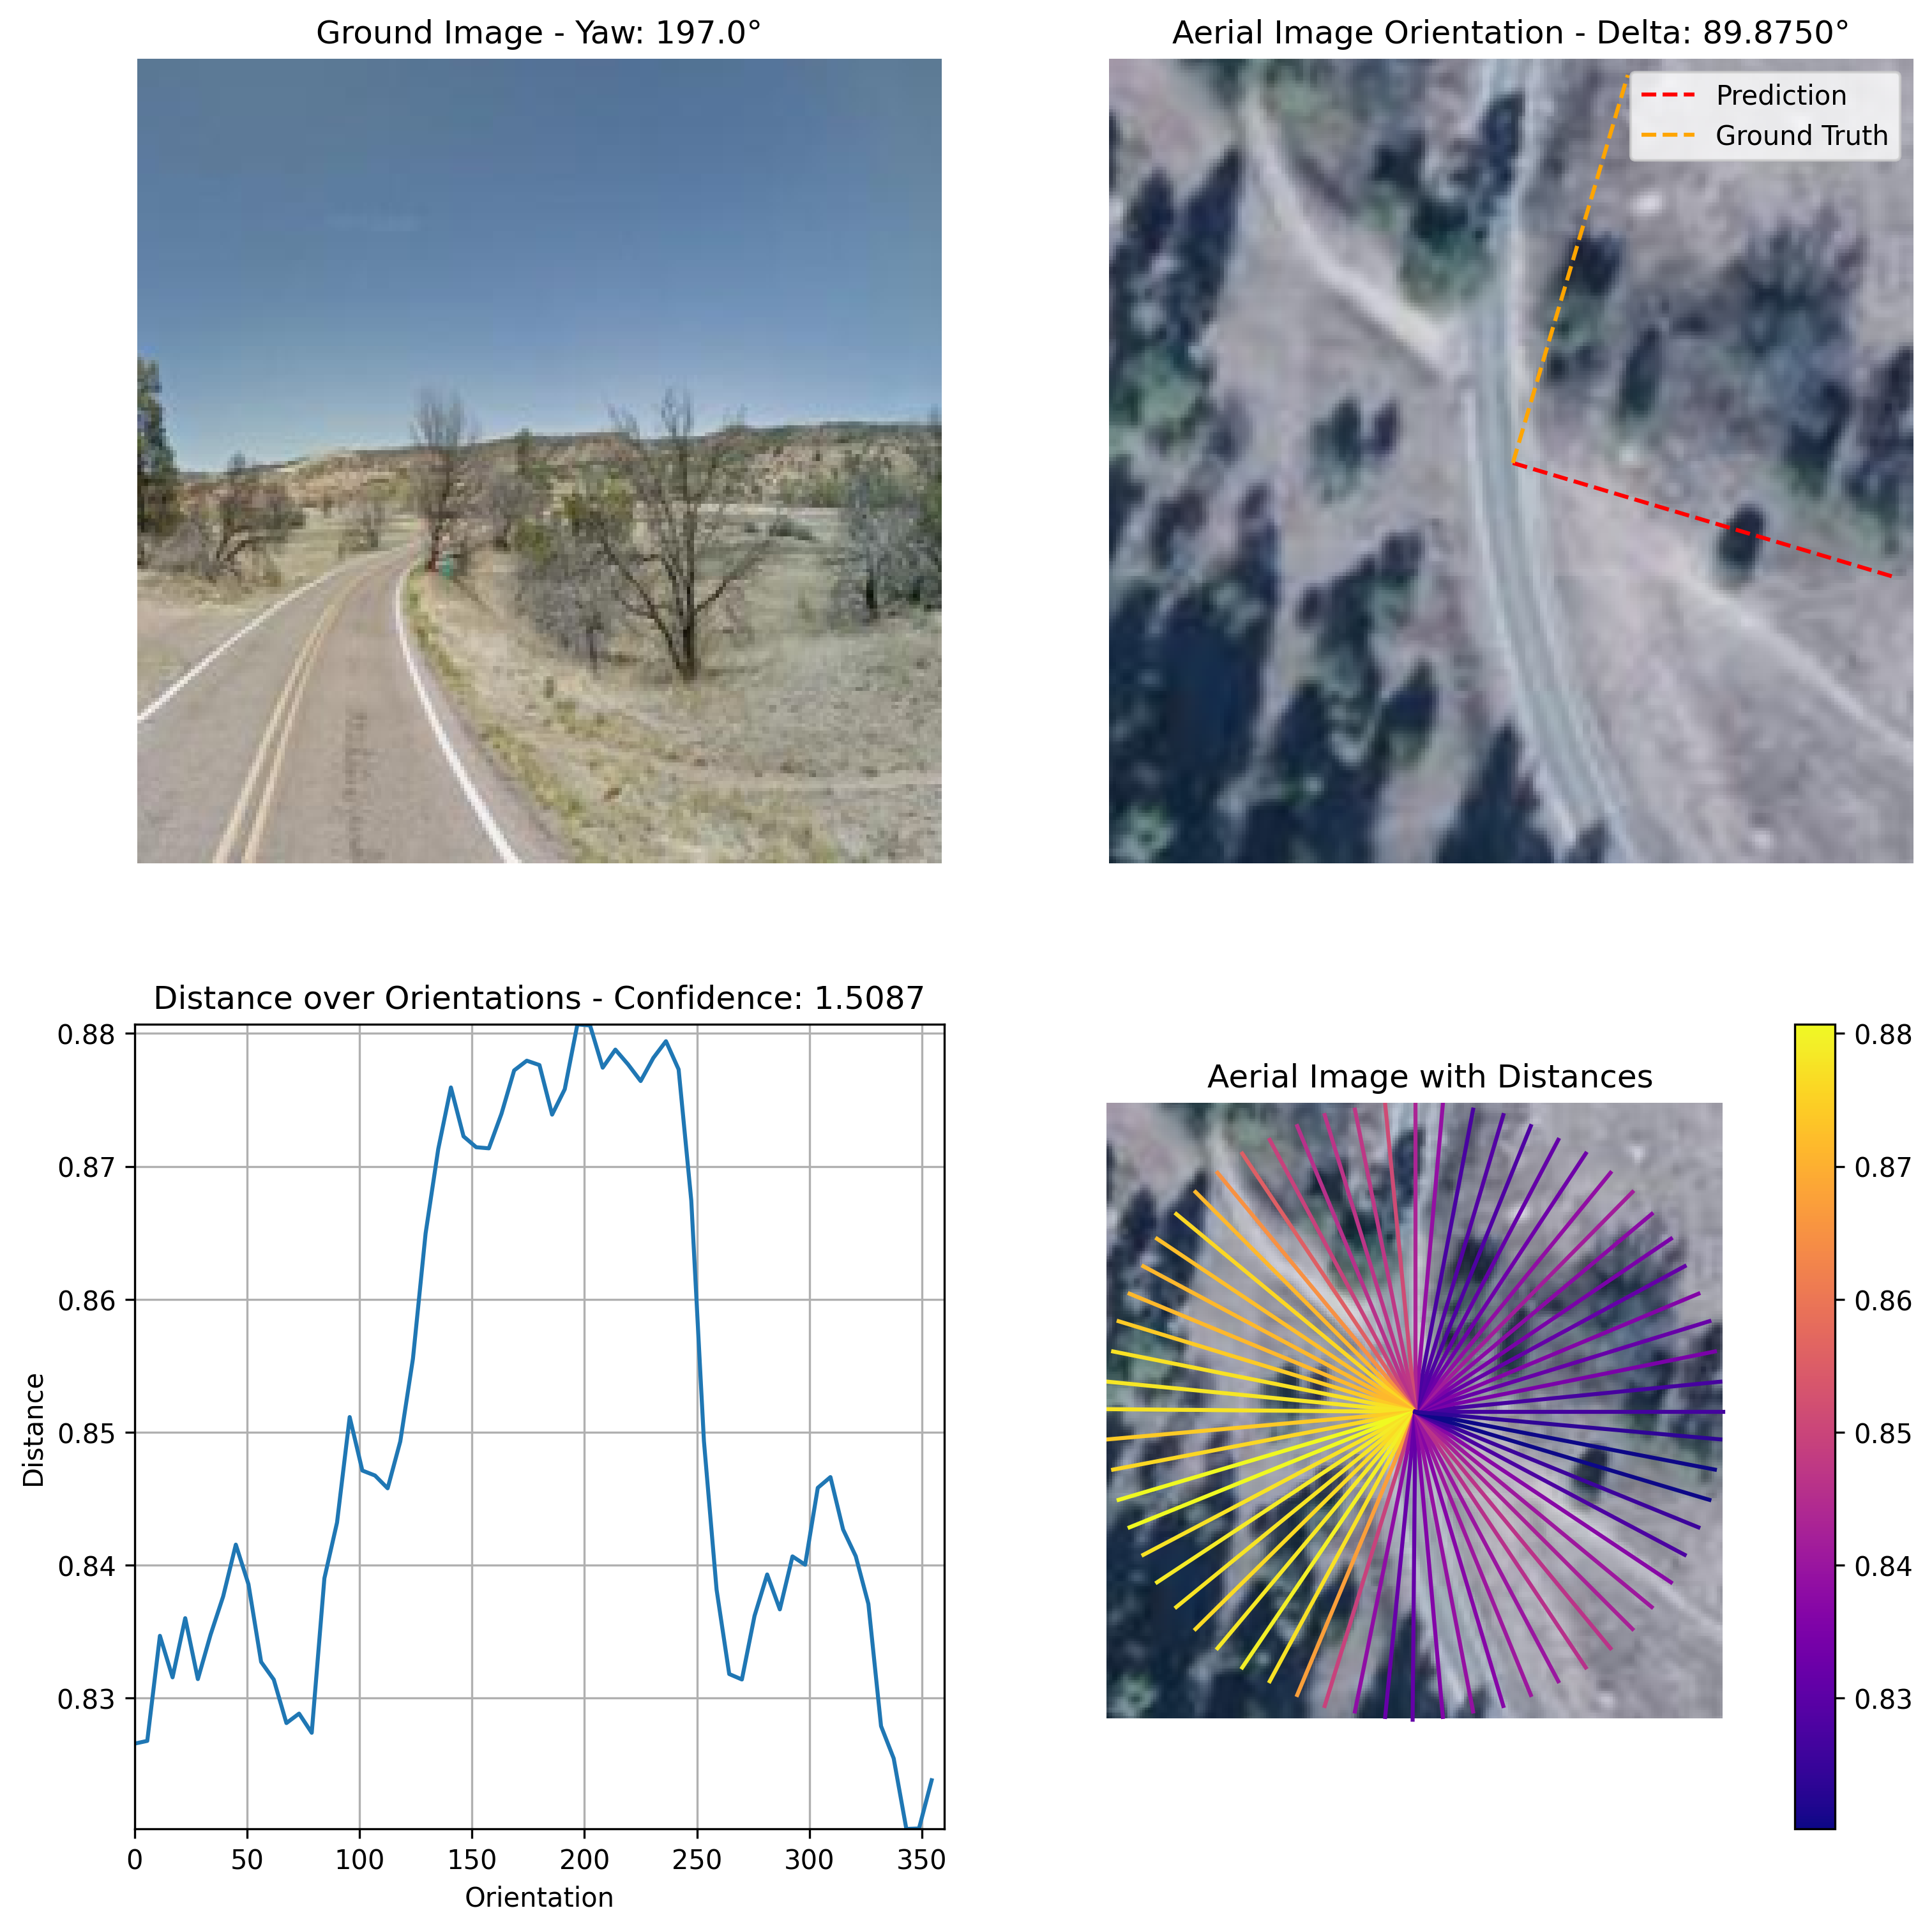 Ground Image - Yaw: 197.0°
Aerial Image Orientation - Delta: 89.8750°
Prediction
Ground Truth
Distance over Orientations - Confidence: 1.5087
0.88
0.87
0.86
0.85
0.84
0.83
Distance
0 50 100 150 200 250 300 350
Orientation
Aerial Image with Distances
0.88
0.87
0.86
0.85
0.84
0.83